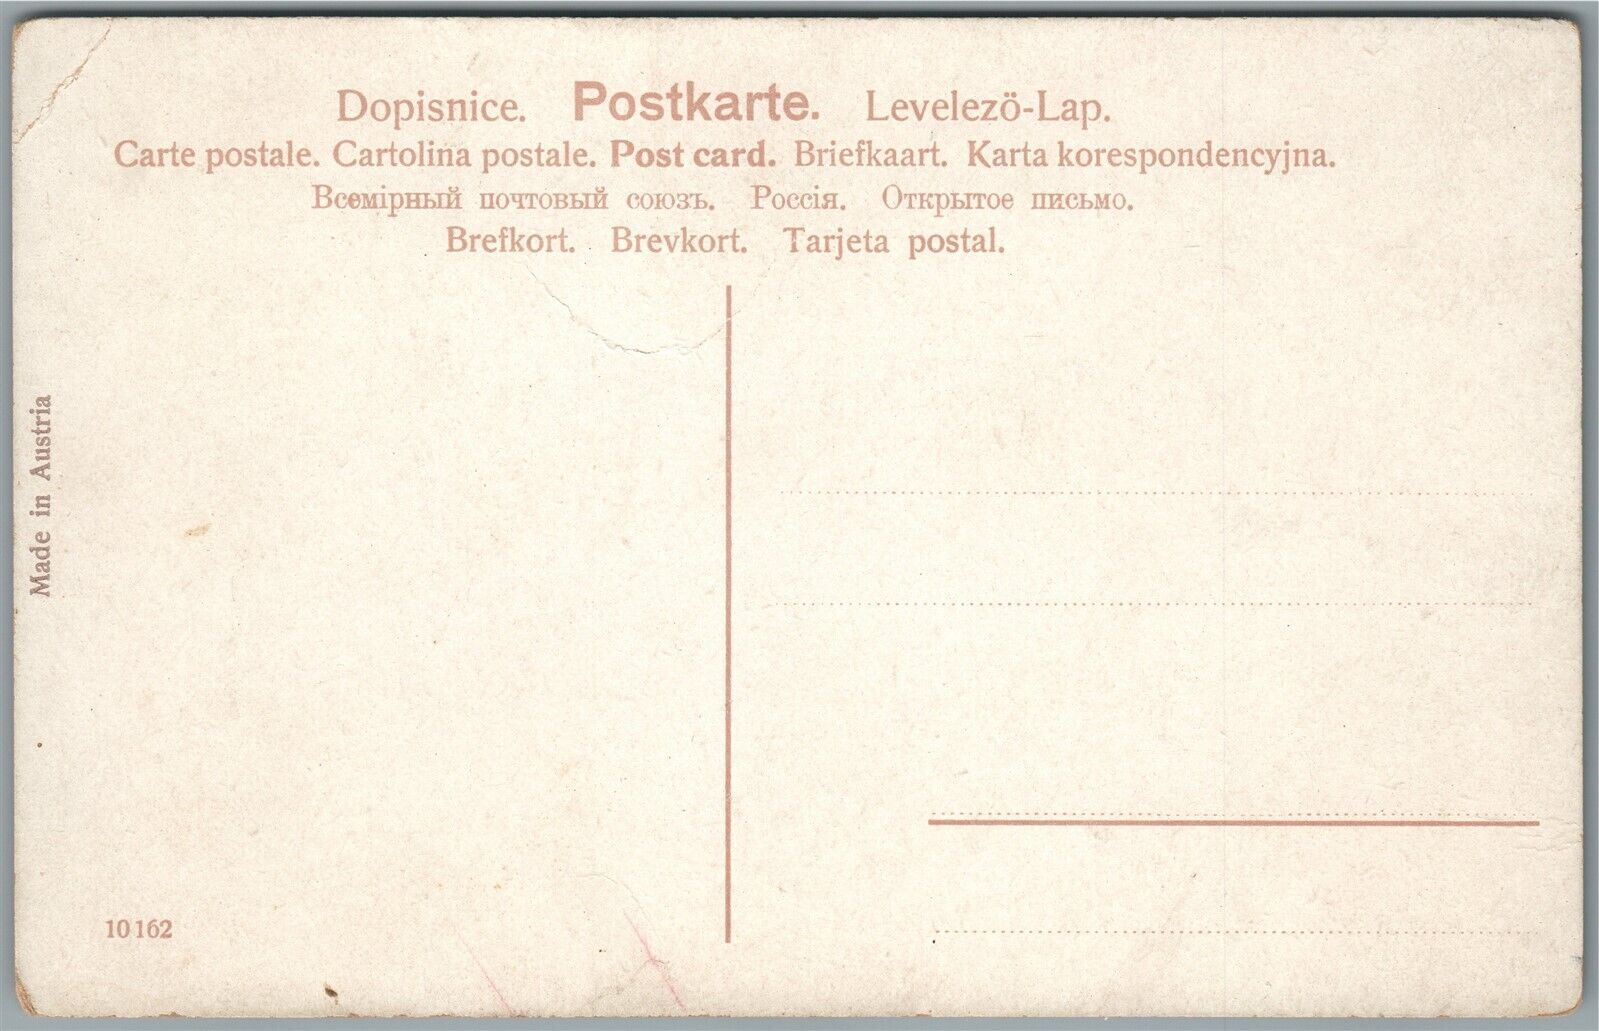 Dopisnice. Postkarte. Levelezö-Lap.
Carte postale. Cartolina postale. Post card. Briefkaart. Karta korespondencyjna.
Всемірный почтовый союзъ. Россія. Открытое письмо.
Brefkort. Brevkort. Tarjeta postal.
Made in Austria
10162